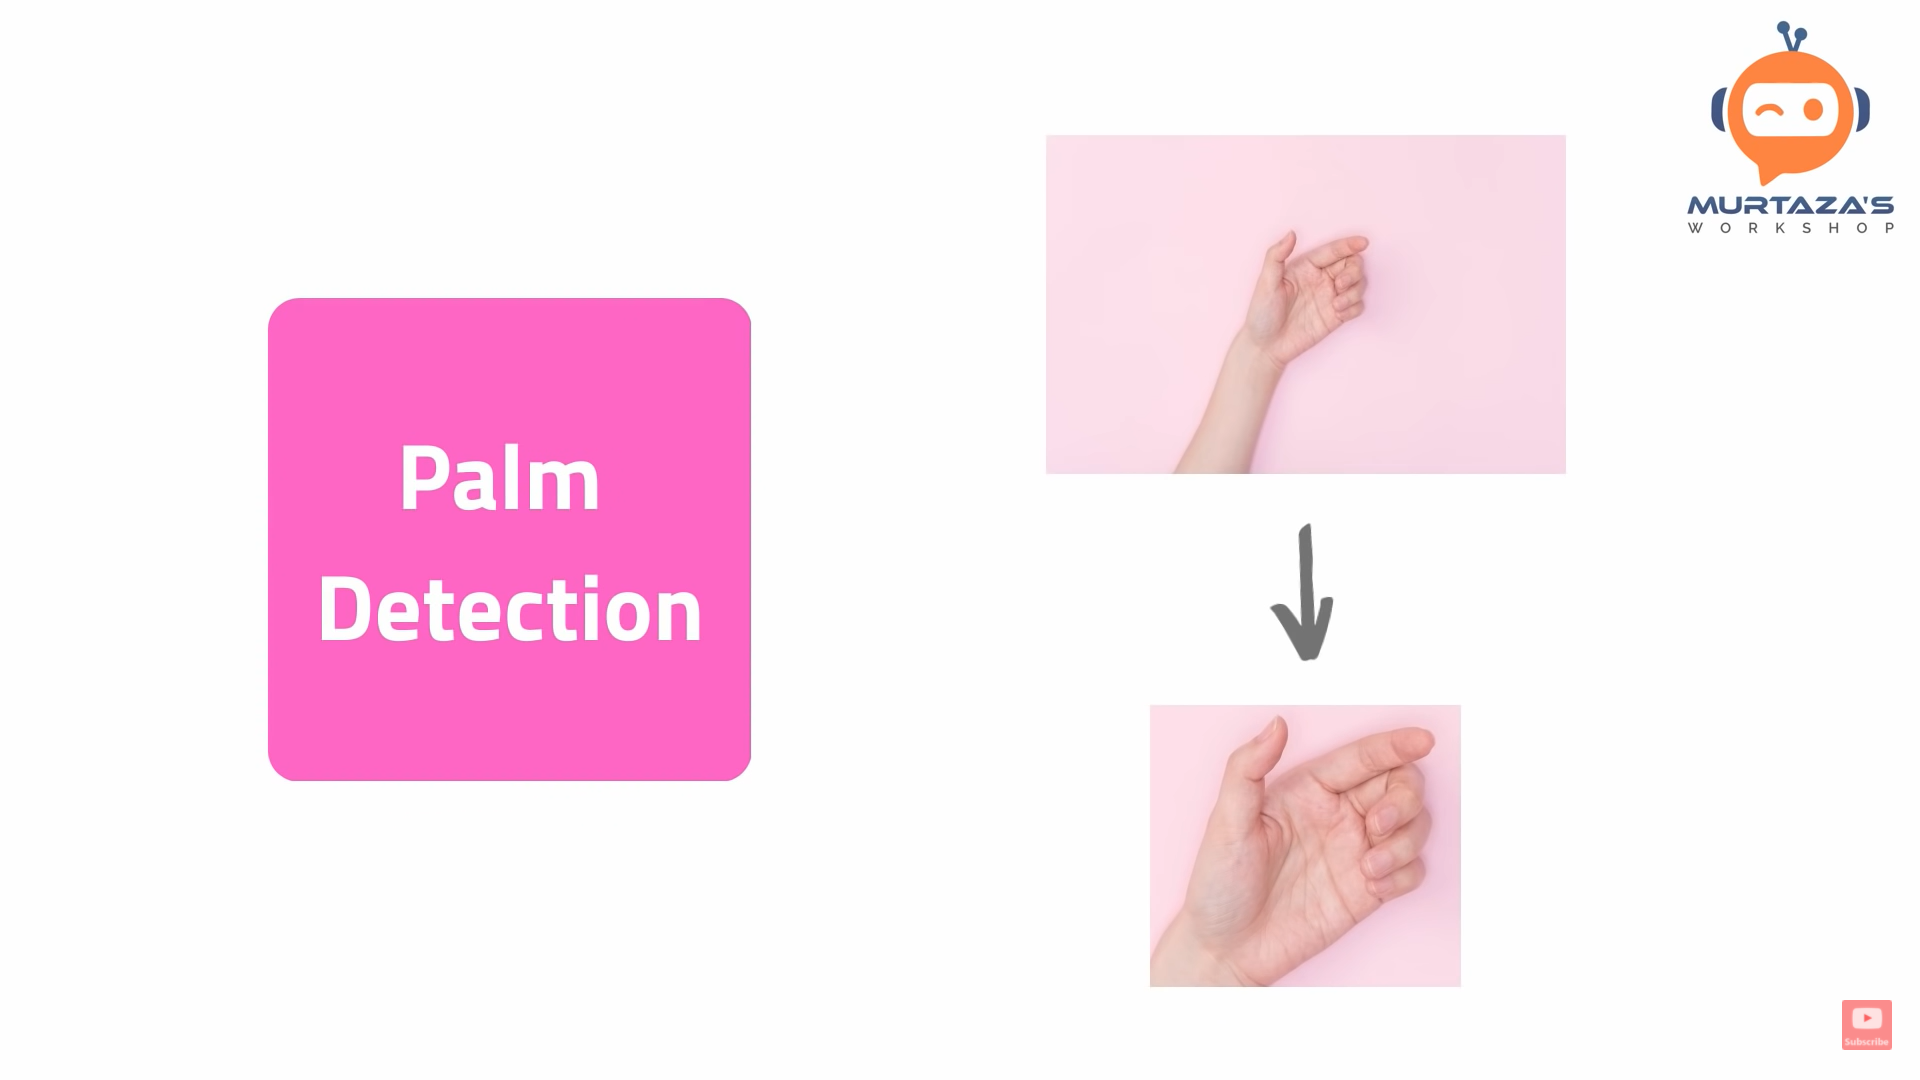 Palm
Detection
MURTAZA'S
WORKSHOP
Subscribe